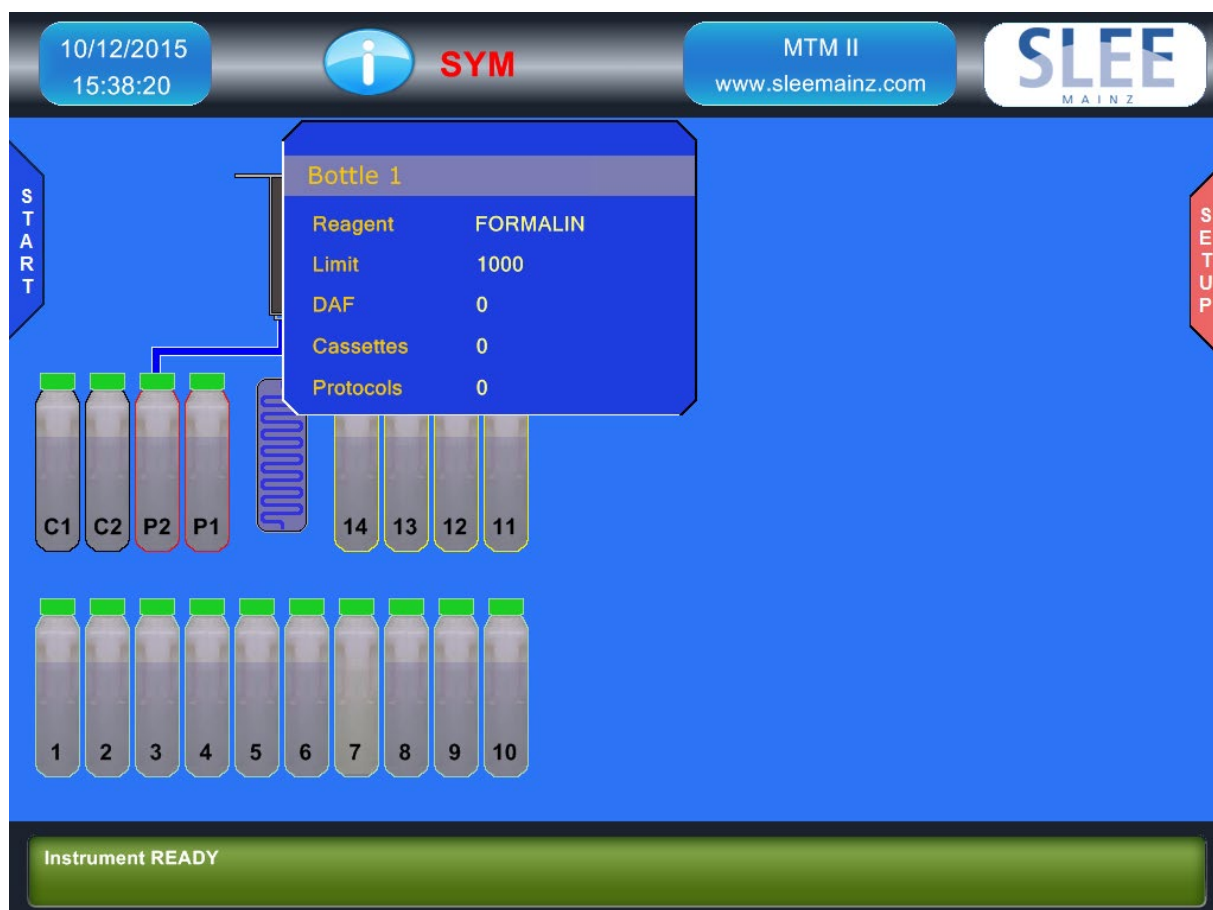 10/12/2015
15:38:20
SYM
MTM II
www.sleemainz.com
SLEE
MAINZ
START
Bottle 1
Reagent FORMALIN
Limit 1000
DAF 0
Cassettes 0
Protocols 0
SETUP
C1 C2 P2 P1 14 13 12 11
1 2 3 4 5 6 7 8 9 10
Instrument READY